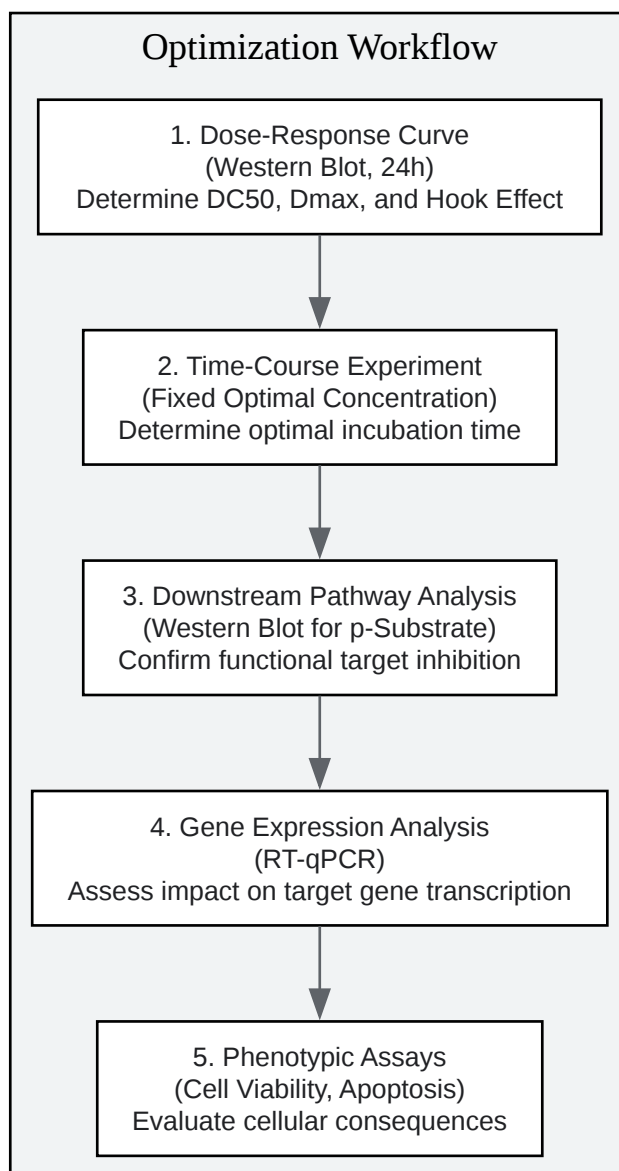 Optimization Workflow
1. Dose-Response Curve
(Western Blot, 24h)
Determine DC50, Dmax, and Hook Effect
2. Time-Course Experiment
(Fixed Optimal Concentration)
Determine optimal incubation time
3. Downstream Pathway Analysis
(Western Blot for p-Substrate)
Confirm functional target inhibition
4. Gene Expression Analysis
(RT-qPCR)
Assess impact on target gene transcription
5. Phenotypic Assays
(Cell Viability, Apoptosis)
Evaluate cellular consequences